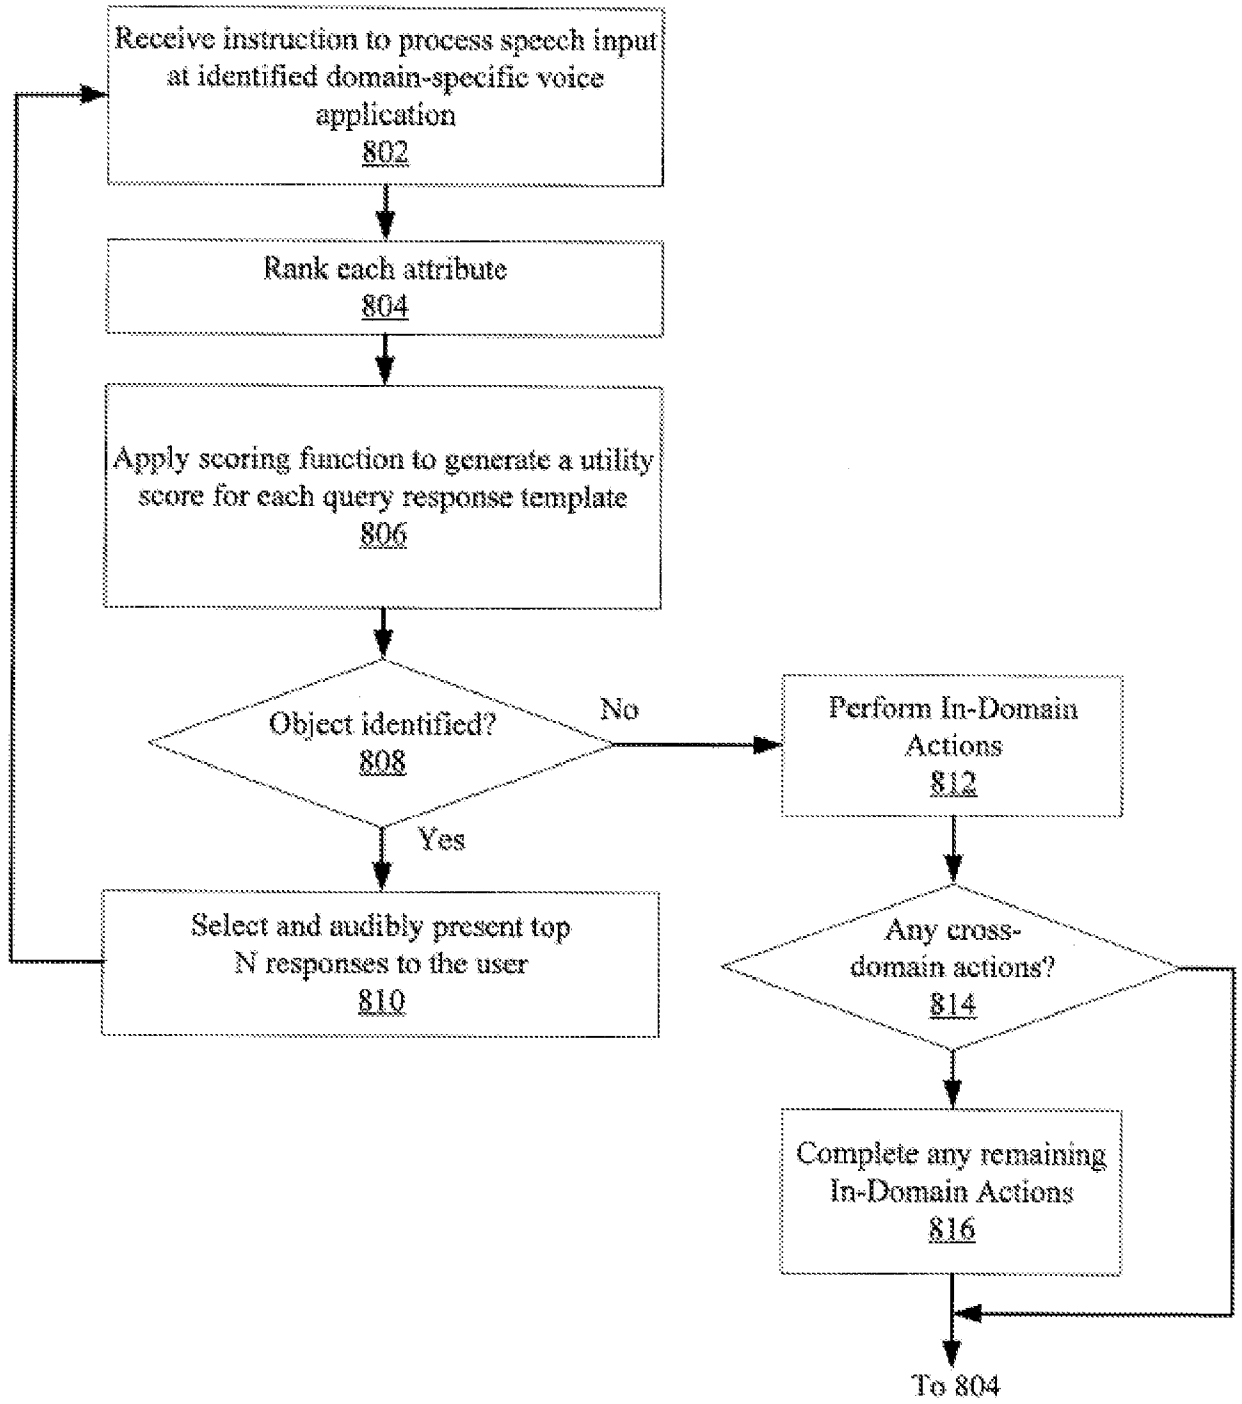 Receive instruction to process speech input
at identified domain-specific voice
application
802
Rank each attribute
804
Apply scoring function to generate a utility
score for each query response template
806
Object identified?
808
No
Yes
Select and audibly present top
N responses to the user
810
Perform In-Domain
Actions
812
Any cross-
domain actions?
814
Complete any remaining
In-Domain Actions
816
To 804